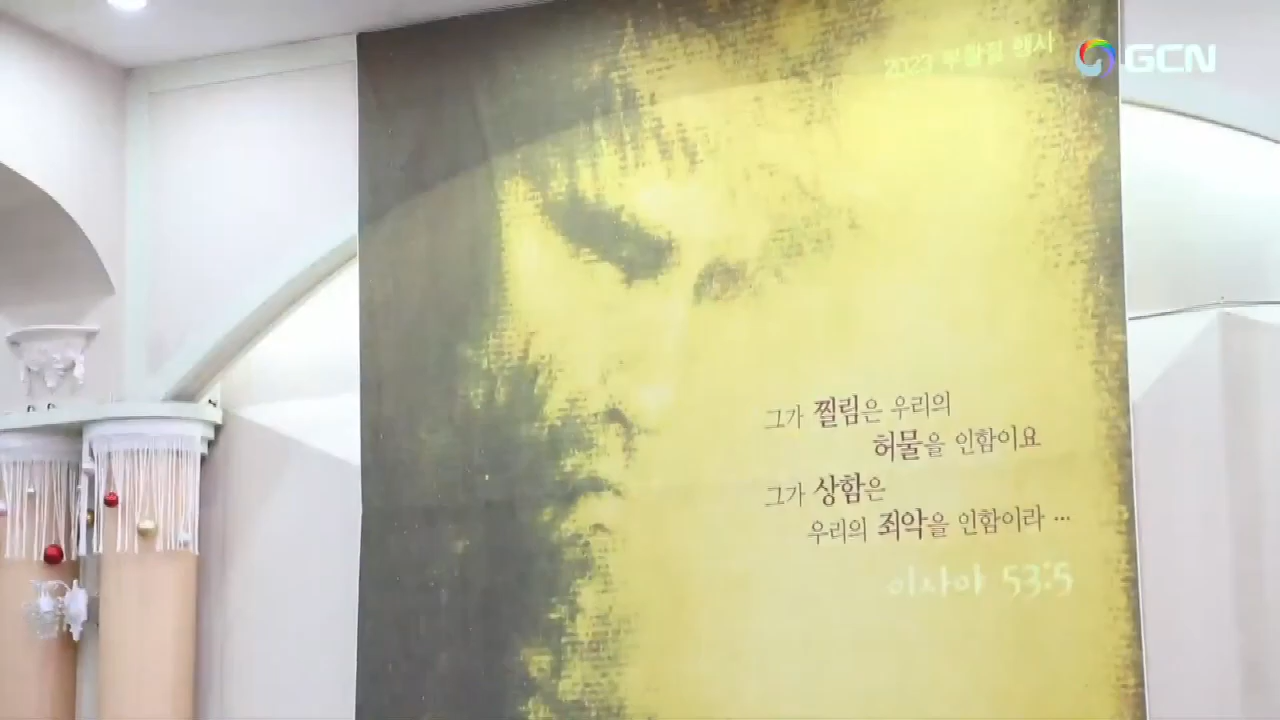 2023 부활절 행사
GCN
그가 찔림은 우리의
허물을 인함이요
그가 상함은
우리의 죄악을 인함이라 ···
이사야 53:5